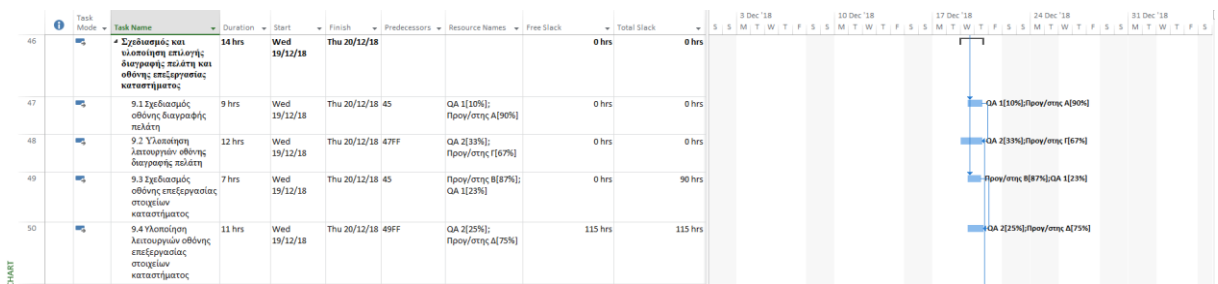 3 Dec '18 10 Dec '18 17 Dec '18 24 Dec '18 31 Dec '18
Task Mode Task Name Duration Start Finish Predecessors Resource Names Free Slack Total Slack S S M T W T F S S M T W T F S S M T W T F S S M T W T F S S M T W T F S S
46 Σχεδιασμός και 14 hrs Wed Thu 20/12/18 0 hrs 0 hrs
υλοποίηση επιλογής 19/12/18
διαγραφής πελάτη και
οθόνης επεξεργασίας
καταστήματος
47 9.1 Σχεδιασμός 9 hrs Wed Thu 20/12/18 45 QA 1[10%]; 0 hrs 0 hrs QA 1[10%];Προγ/στης Α[90%]
οθόνης διαγραφής 19/12/18 Προγ/στης Α[90%]
πελάτη
48 9.2 Υλοποίηση 12 hrs Wed Thu 20/12/18 47FF QA 2[33%]; 0 hrs 0 hrs QA 2[33%];Προγ/στης Γ[67%]
λειτουργιών οθόνης 19/12/18 Προγ/στης Γ[67%]
διαγραφής πελάτη
49 9.3 Σχεδιασμός 7 hrs Wed Thu 20/12/18 45 Προγ/στης Β[87%]; 0 hrs 90 hrs Προγ/στης Β[87%];QA 1[23%]
οθόνης επεξεργασίας 19/12/18 QA 1[23%]
στοιχείων
καταστήματος
50 9.4 Υλοποίηση 11 hrs Wed Thu 20/12/18 49FF QA 2[25%]; 115 hrs 115 hrs QA 2[25%];Προγ/στης Δ[75%]
λειτουργιών οθόνης 19/12/18 Προγ/στης Δ[75%]
επεξεργασίας
στοιχείων
καταστήματος
CHART